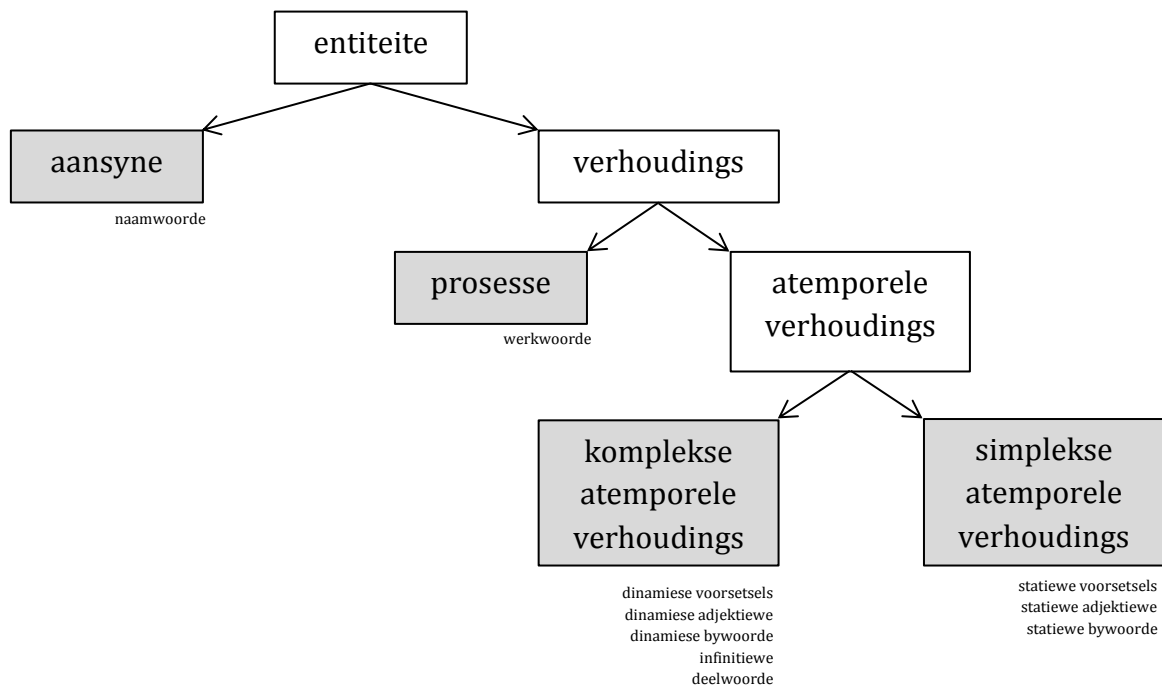 entiteite
aansyne
naamwoorde
verhoudings
prosesse
werkwoorde
atemporele
verhoudings
komplekse
atemporele
verhoudings
dinamiese voorsetsels
dinamiese adjektiewe
dinamiese bywoorde
infinitiewe
deelwoorde
simplekse
atemporele
verhoudings
statiewe voorsetsels
statiewe adjektiewe
statiewe bywoorde